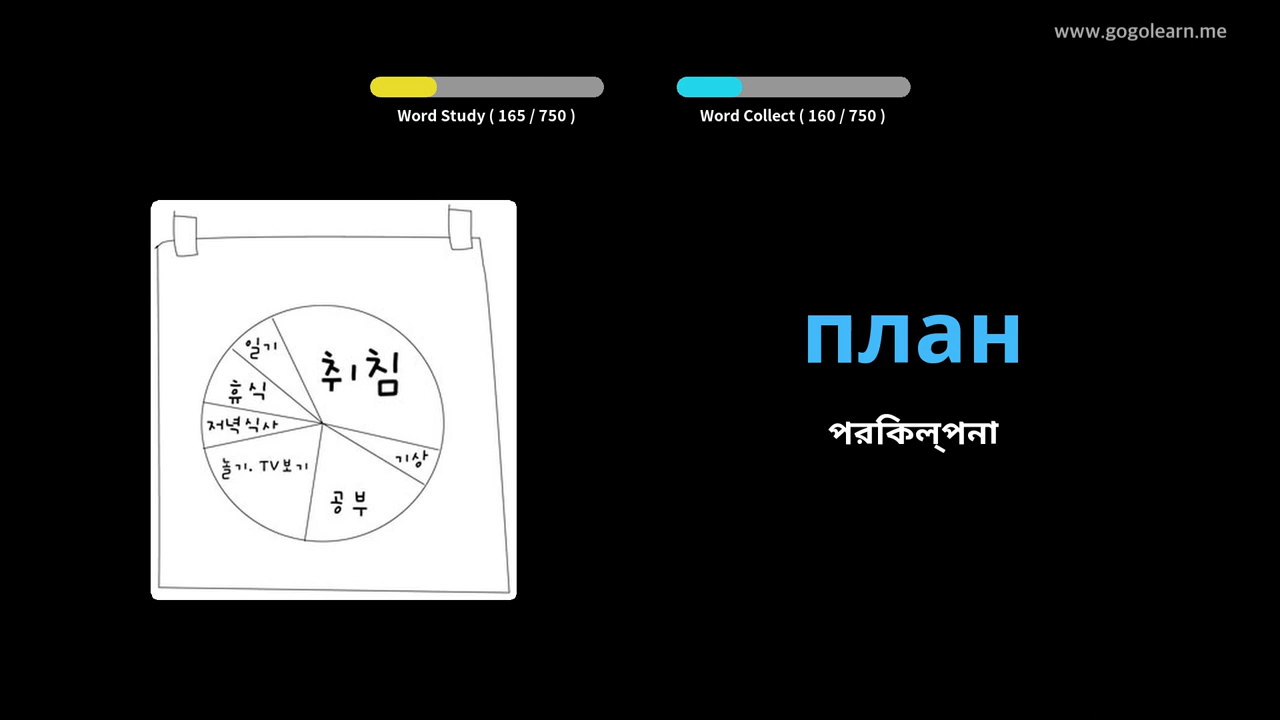 www.gogolearn.me
Word Study ( 165 / 750 )
Word Collect ( 160 / 750 )
일기
취침
휴식
저녁식사
놀기. TV보기
기상
공부
план
পরকিল্পনা